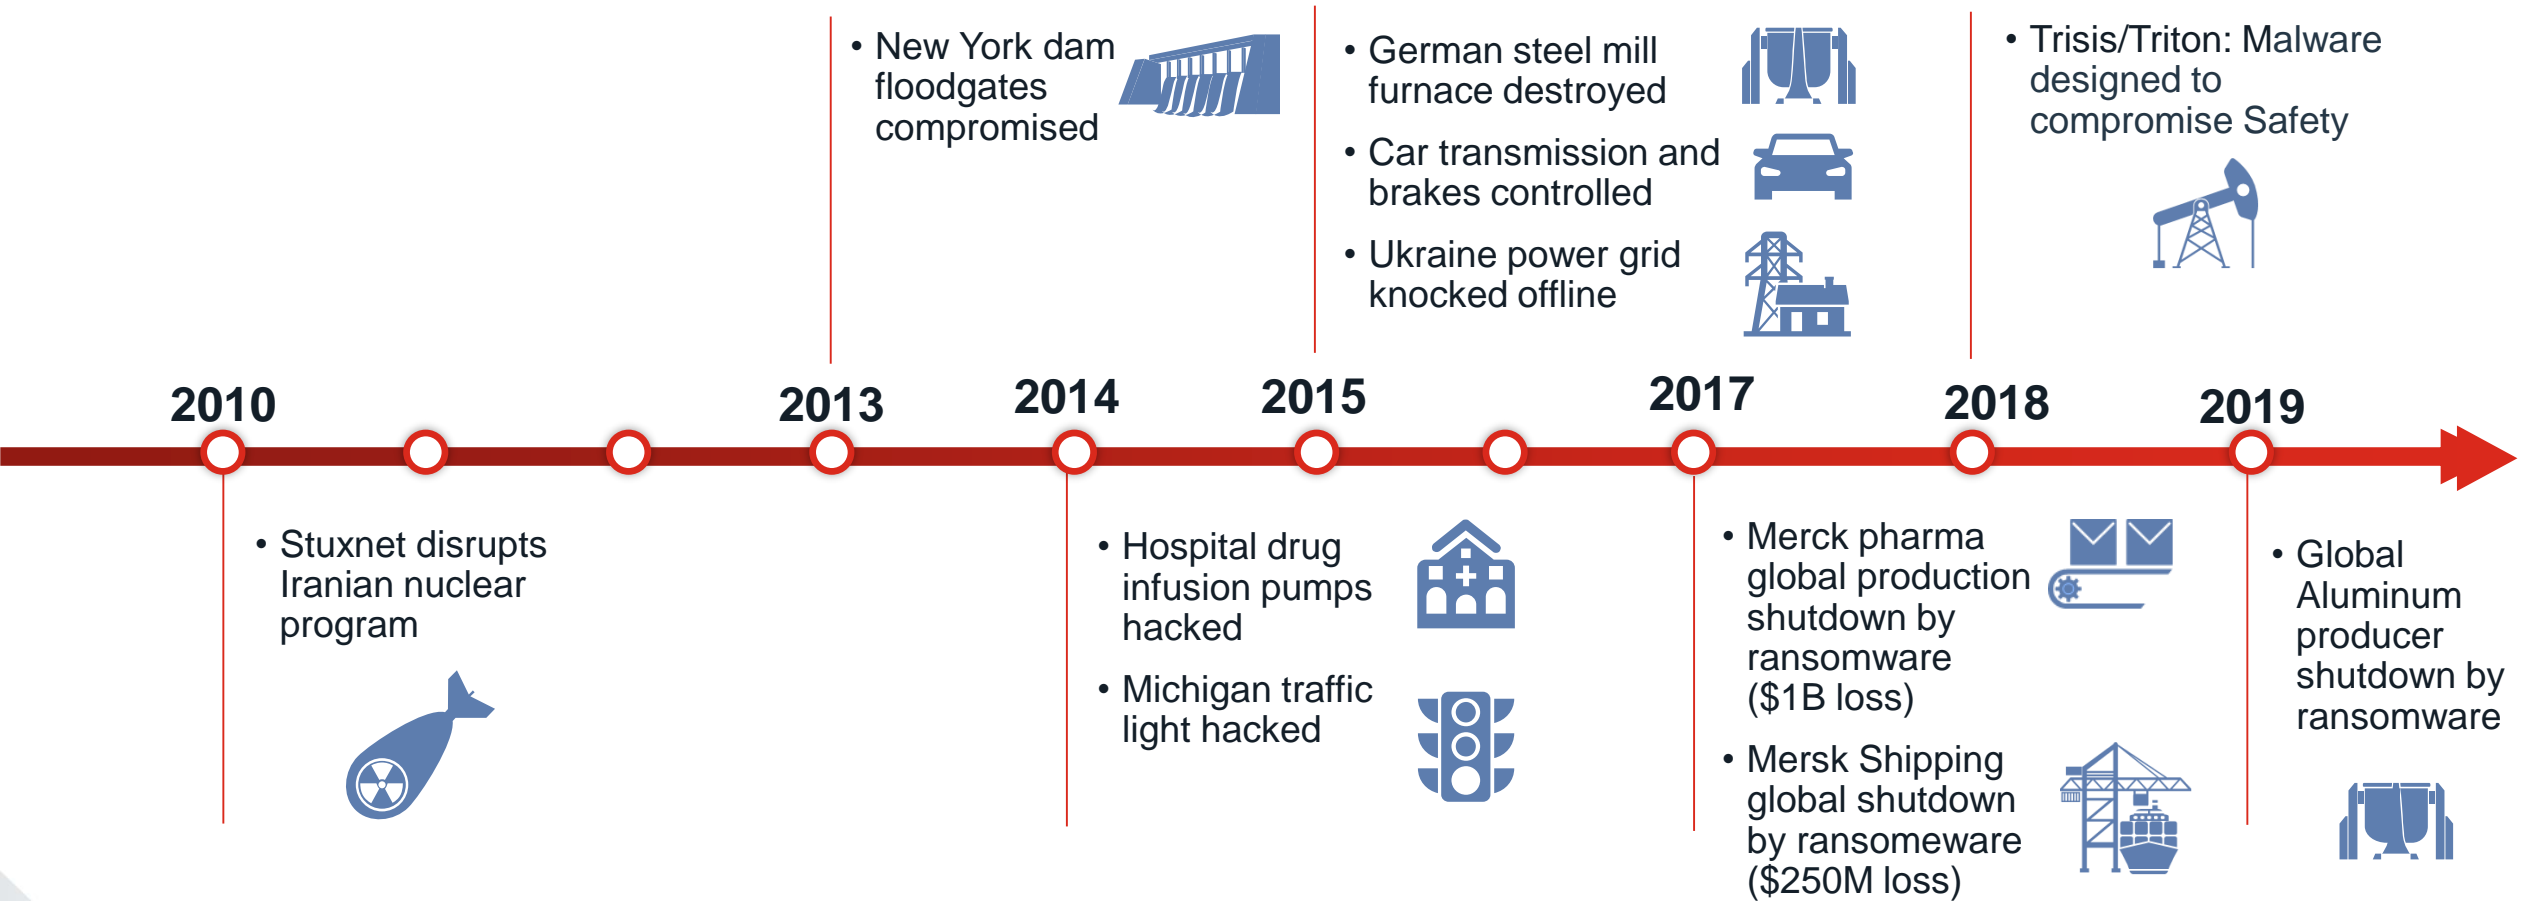 • New York dam
floodgates
compromised
• German steel mill
furnace destroyed
• Car transmission and
brakes controlled
• Ukraine power grid
knocked offline
• Trisis/Triton: Malware
designed to
compromise Safety
2010
2013
2014
2015
2017
2018
2019
• Stuxnet disrupts
Iranian nuclear
program
• Hospital drug
infusion pumps
hacked
• Michigan traffic
light hacked
• Merck pharma
global production
shutdown by
ransomware
($1B loss)
• Mersk Shipping
global shutdown
by ransomeware
($250M loss)
• Global
Aluminum
producer
shutdown by
ransomware